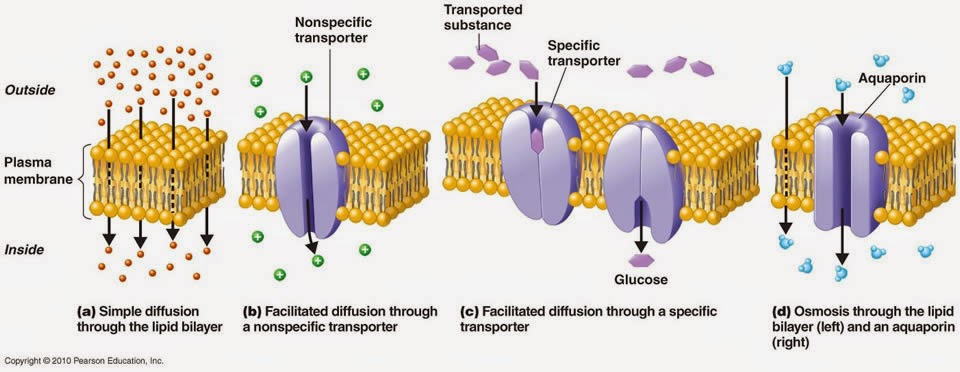 Nonspecific
transporter
Transported
substance
Specific
transporter
Aquaporin
Outside
Plasma
membrane
Inside
Glucose
(a) Simple diffusion
through the lipid bilayer
(b) Facilitated diffusion through
a nonspecific transporter
(c) Facilitated diffusion through a specific
transporter
(d) Osmosis through the lipid
bilayer (left) and an aquaporin
(right)
Copyright © 2010 Pearson Education, Inc.